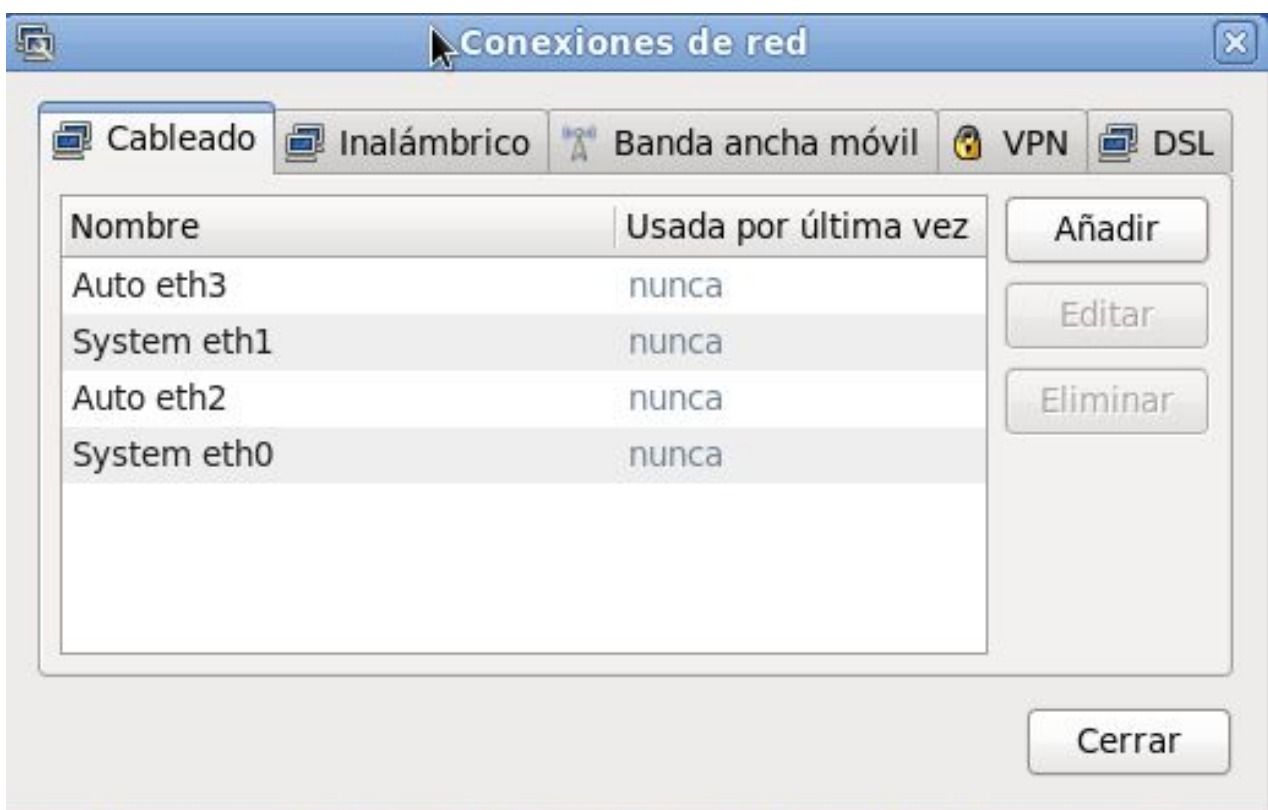 Conexiones de red
Cableado Inalámbrico Banda ancha móvil VPN DSL
Nombre Usada por última vez Añadir
Auto eth3 nunca
Editar
System eth1 nunca
Auto eth2 nunca Eliminar
System eth0 nunca
Cerrar